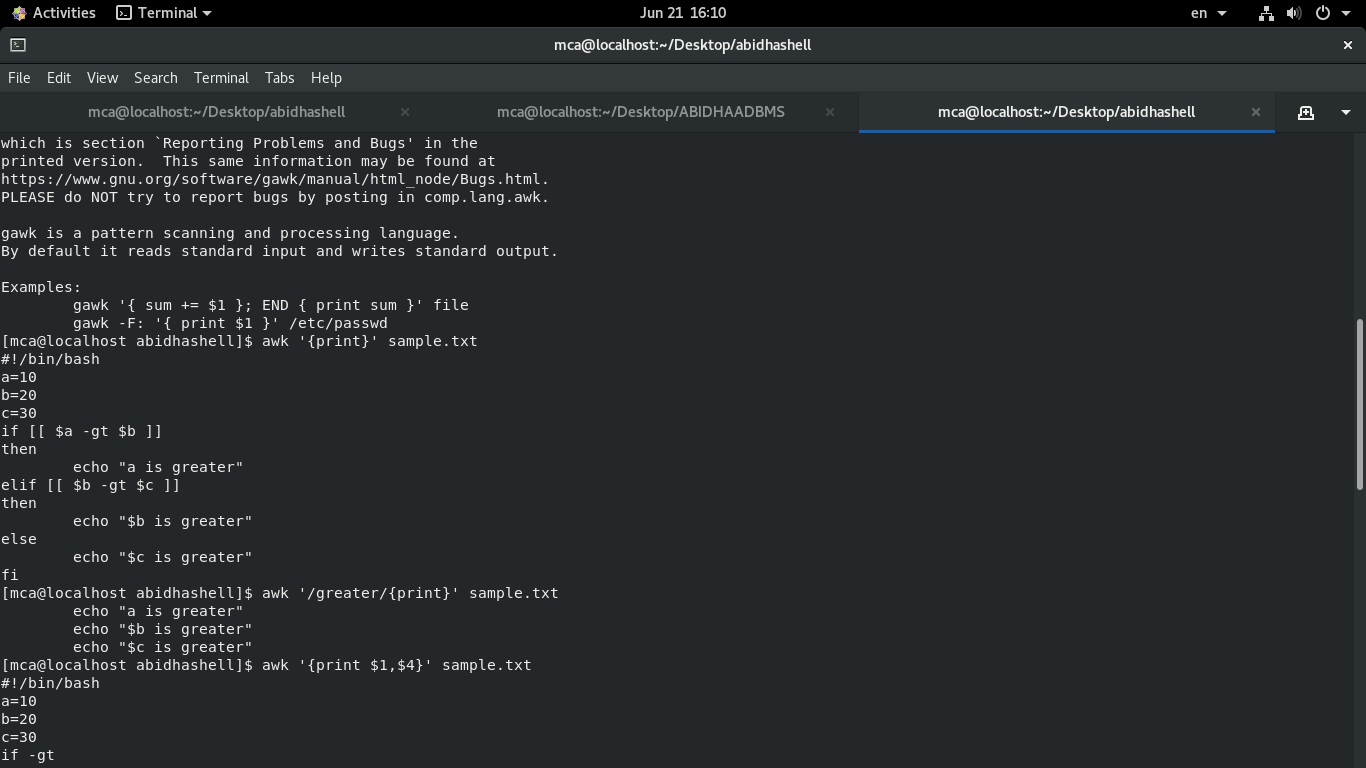 Activities Terminal Jun 21 16:10 en
mca@localhost:~/Desktop/abidhashell
File Edit View Search Terminal Tabs Help
mca@localhost:~/Desktop/abidhashell mca@localhost:~/Desktop/ABIDHAADBMS mca@localhost:~/Desktop/abidhashell
which is section `Reporting Problems and Bugs' in the
printed version.  This same information may be found at
https://www.gnu.org/software/gawk/manual/html_node/Bugs.html.
PLEASE do NOT try to report bugs by posting in comp.lang.awk.

gawk is a pattern scanning and processing language.
By default it reads standard input and writes standard output.

Examples:
        gawk '{ sum += $1 }; END { print sum }' file
        gawk -F: '{ print $1 }' /etc/passwd
[mca@localhost abidhashell]$ awk '{print}' sample.txt
#!/bin/bash
a=10
b=20
c=30
if [[ $a -gt $b ]]
then
        echo "a is greater"
elif [[ $b -gt $c ]]
then
        echo "$b is greater"
else
        echo "$c is greater"
fi
[mca@localhost abidhashell]$ awk '/greater/{print}' sample.txt
        echo "a is greater"
        echo "$b is greater"
        echo "$c is greater"
[mca@localhost abidhashell]$ awk '{print $1,$4}' sample.txt
#!/bin/bash
a=10
b=20
c=30
if -gt